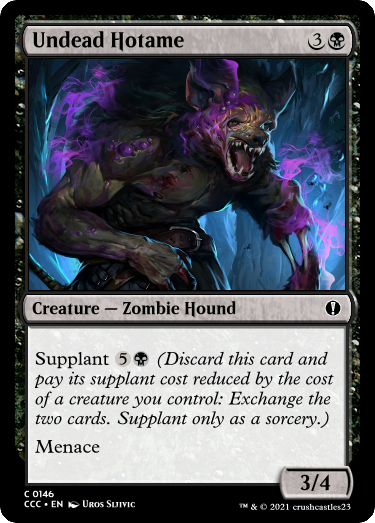 Undead Hotame 3
Creature — Zombie Hound
Supplant 5 (Discard this card and
pay its supplant cost reduced by the cost
of a creature you control: Exchange the
two cards. Supplant only as a sorcery.)
Menace
3/4
C 0146
CCC • EN Uros Sljivic
™ & © 2021 crushcastles23